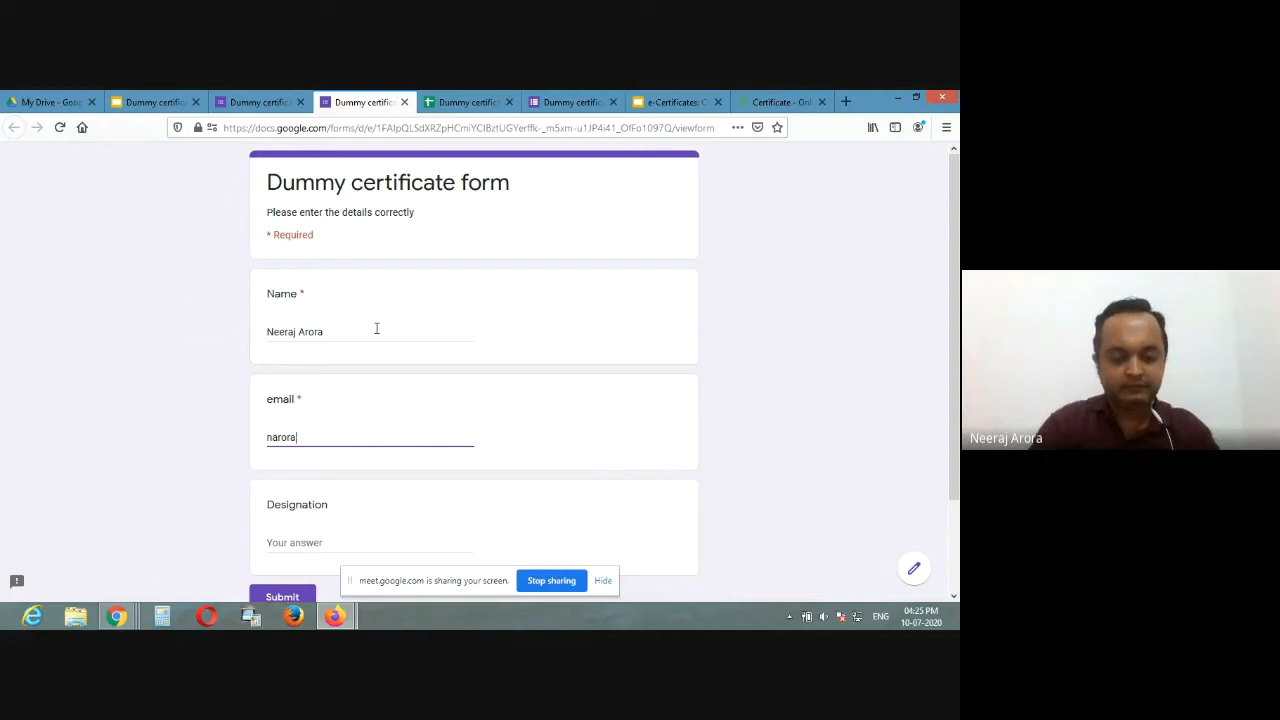 My Drive - Goog
Dummy certific
Dummy certific
Dummy certific
Dummy certific
Dummy certific
e-Certificates: C
Certificate - Onl
https://docs.google.com/forms/d/e/1FAIpQLSdXRZpHCmiYCIBztUGYerffk-_m5xm-u1JP4i41_OfFo1097Q/viewform
Dummy certificate form
Please enter the details correctly
* Required
Name *
Neeraj Arora
email *
narora
Designation
Your answer
Submit
meet.google.com is sharing your screen.
Stop sharing
Hide
ENG
04:25 PM
10-07-2020
Neeraj Arora